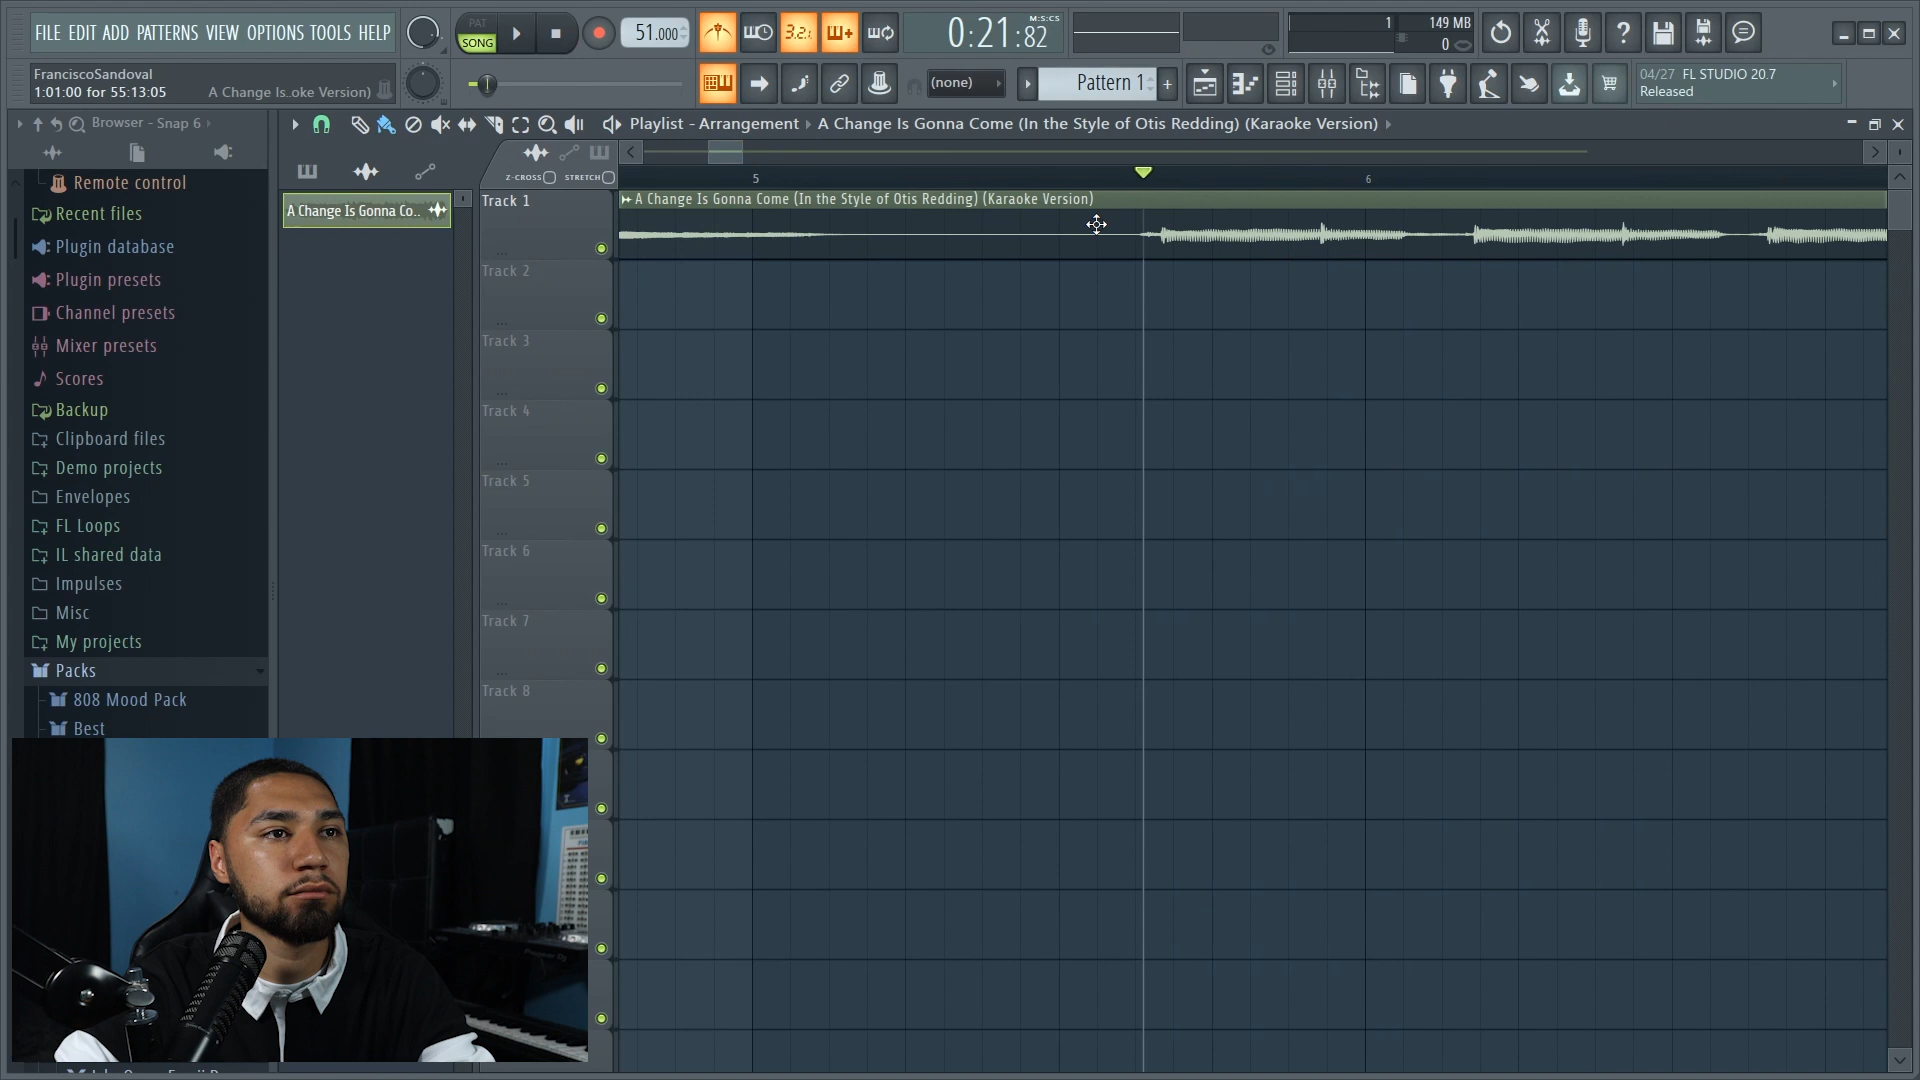 FILE EDIT ADD PATTERNS VIEW OPTIONS TOOLS HELP
PAT
SONG
51.000
3.2.1
0:21:82
M:S:CS
1
149 MB
0
FranciscoSandoval
1:01:00 for 55:13:05
A Change Is..oke Version)
(none)
Pattern 1
04/27 FL STUDIO 20.7
Released
Browser - Snap 6
Playlist - Arrangement
A Change Is Gonna Come (In the Style of Otis Redding) (Karaoke Version)
Z-CROSS
STRETCH
5
6
Remote control
Recent files
Plugin database
Plugin presets
Channel presets
Mixer presets
Scores
Backup
Clipboard files
Demo projects
Envelopes
FL Loops
IL shared data
Impulses
Misc
My projects
Packs
808 Mood Pack
Best
A Change Is Gonna Co..
Track 1
A Change Is Gonna Come (In the Style of Otis Redding) (Karaoke Version)
Track 2
Track 3
Track 4
Track 5
Track 6
Track 7
Track 8